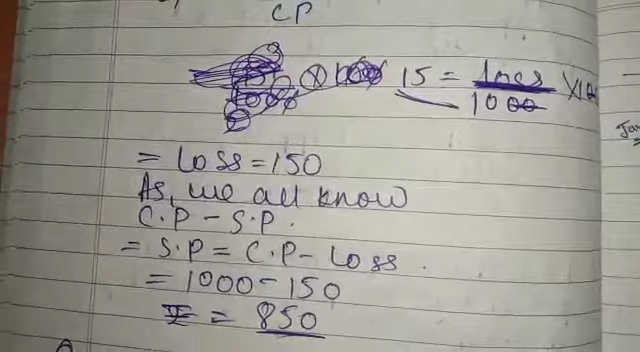 CP
15 = Loss / 1000 × 100
= Loss = 150
As, we all know
C.P - S.P.
= S.P = C.P - Loss.
= 1000 - 150
= 850